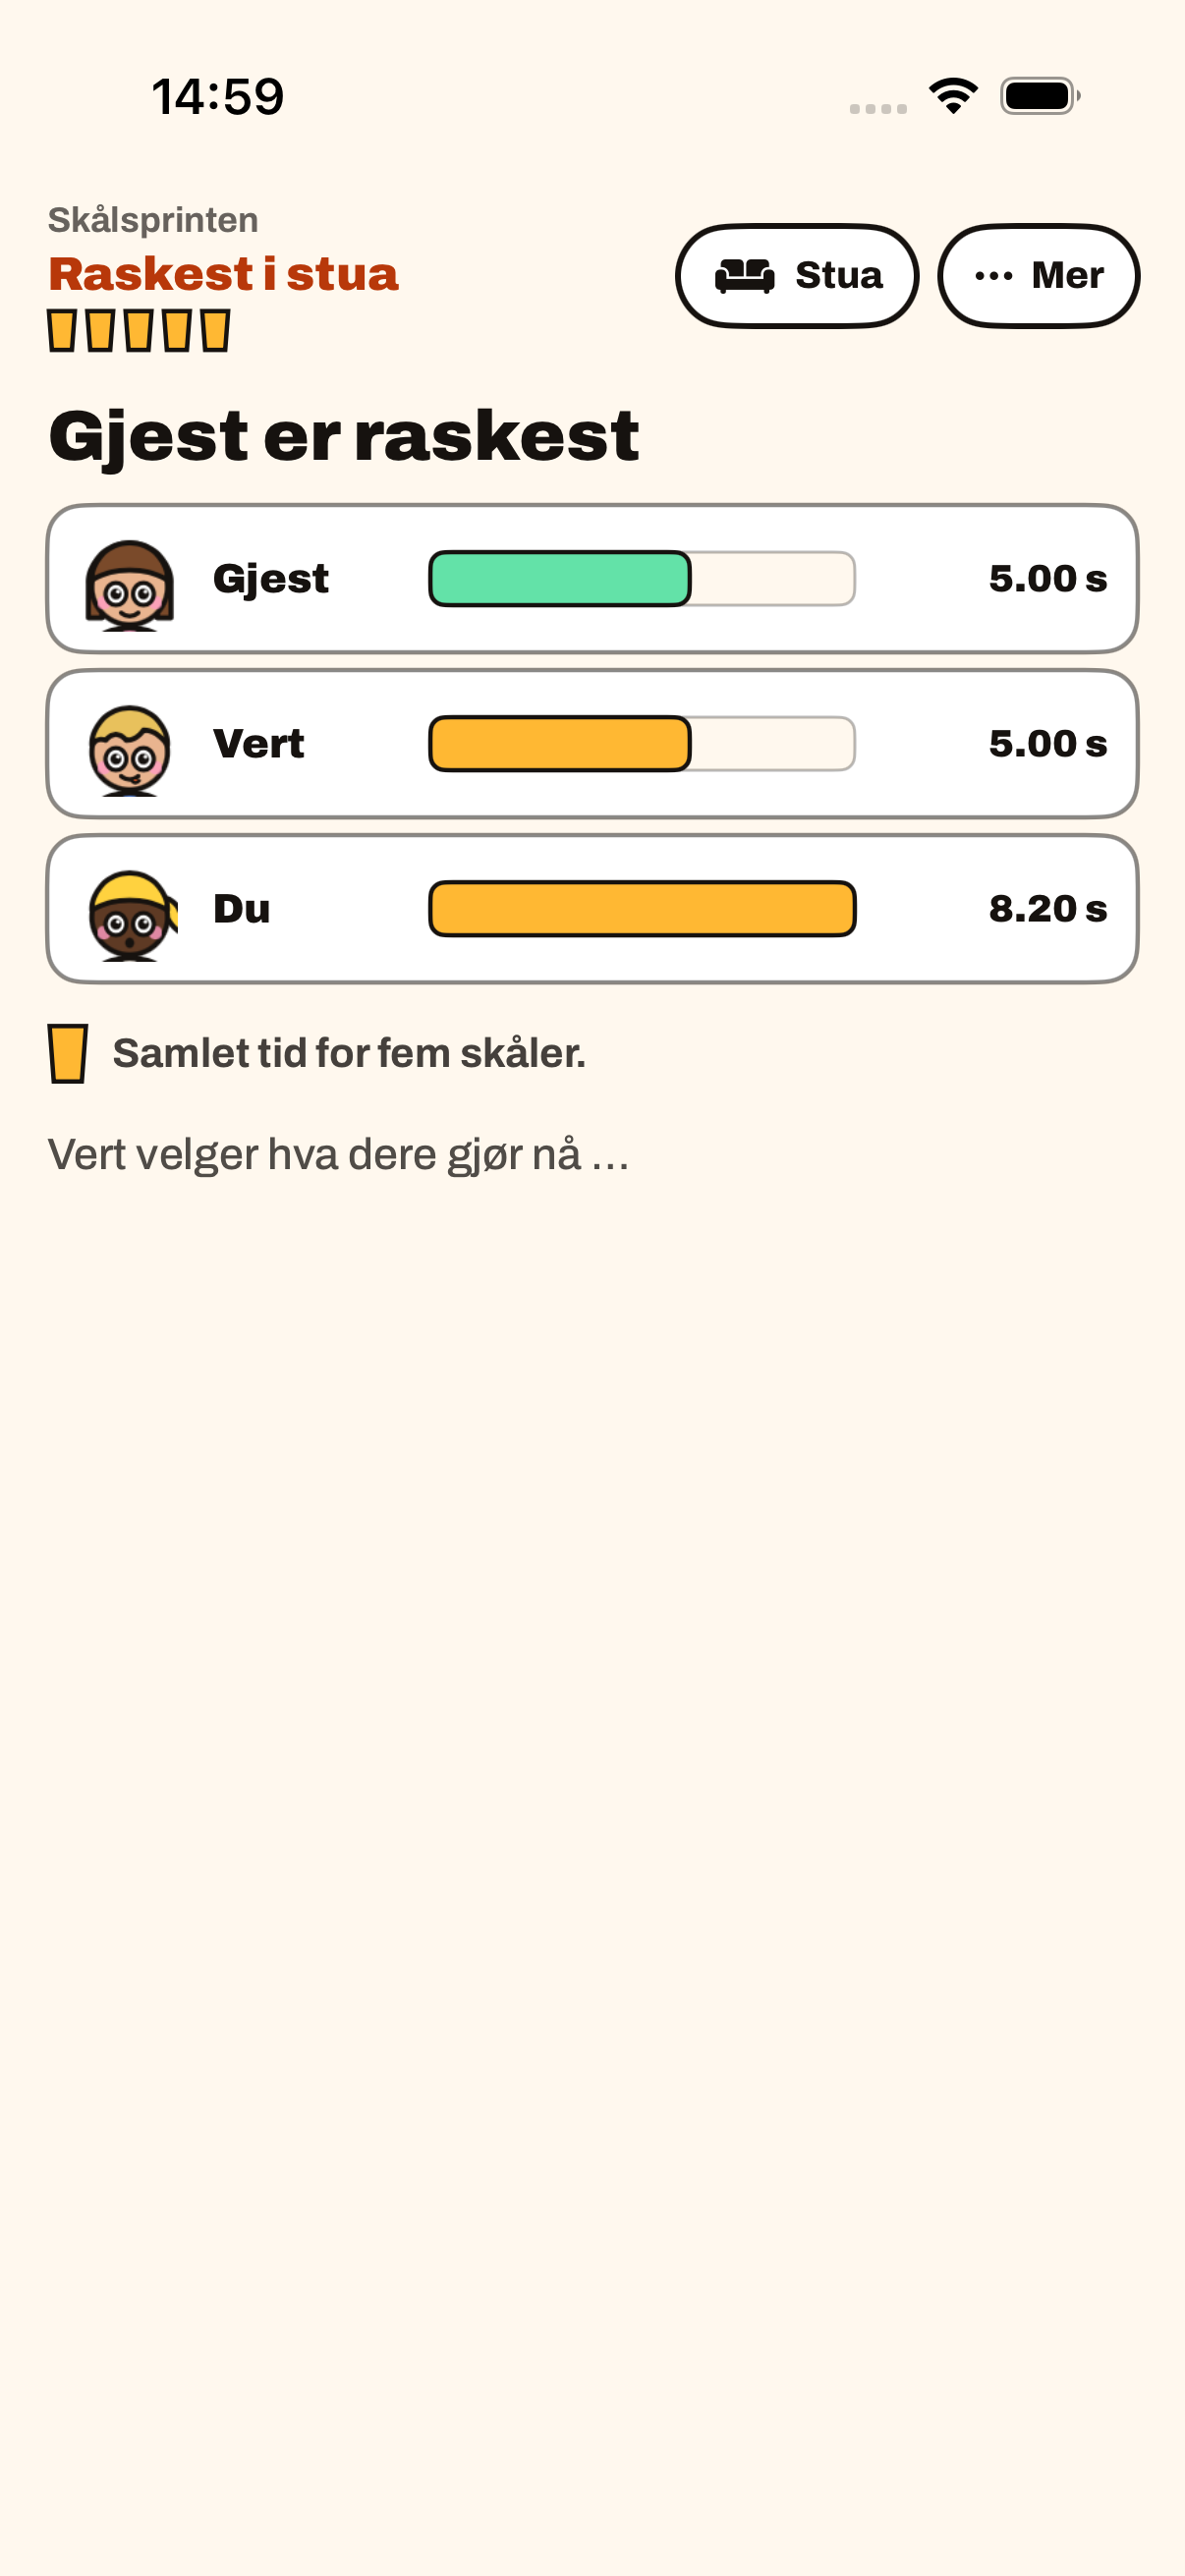 14:59
Skålsprinten
Raskest i stua
Stua
Mer
Gjest er raskest
Gjest
5.00 s
Vert
5.00 s
Du
8.20 s
Samlet tid for fem skåler.
Vert velger hva dere gjør nå ...